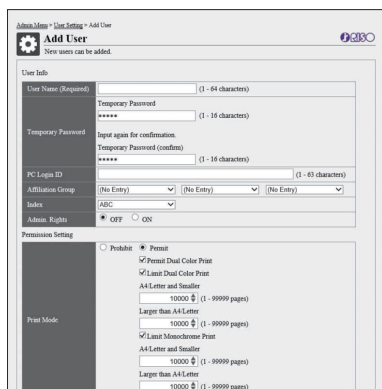 Admin Menu > User Setting > Add User
Add User
RISO
New users can be added.
User Info
User Name (Required) (1 - 64 characters)
Temporary Password
Temporary Password
***** (1 - 16 characters)
Input again for confirmation.
Temporary Password (confirm)
***** (1 - 16 characters)
PC Login ID (1 - 63 characters)
Affiliation Group (No Entry) (No Entry) (No Entry)
Index ABC
Admin. Rights OFF ON
Permission Setting
Print Mode
Prohibit Permit
Permit Dual Color Print
Limit Dual Color Print
A4/Letter and Smaller
10000 (1 - 99999 pages)
Larger than A4/Letter
10000 (1 - 99999 pages)
Limit Monochrome Print
A4/Letter and Smaller
10000 (1 - 99999 pages)
Larger than A4/Letter
10000 (1 - 99999 pages)